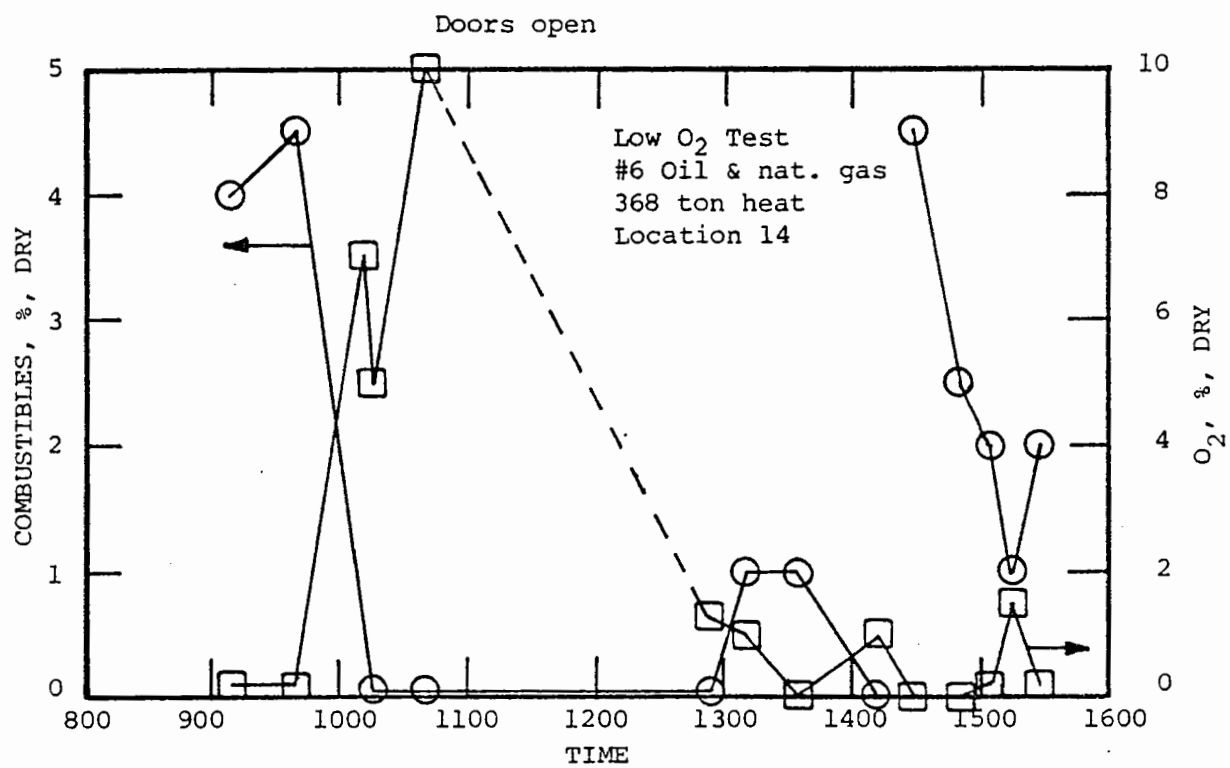 Doors open
5
4
3
2
1
0
COMBUSTIBLES, %, DRY
Low O2 Test
#6 Oil & nat. gas
368 ton heat
Location 14
10
8
6
4
2
0
O2, %, DRY
800 900 1000 1100 1200 1300 1400 1500 1600
TIME